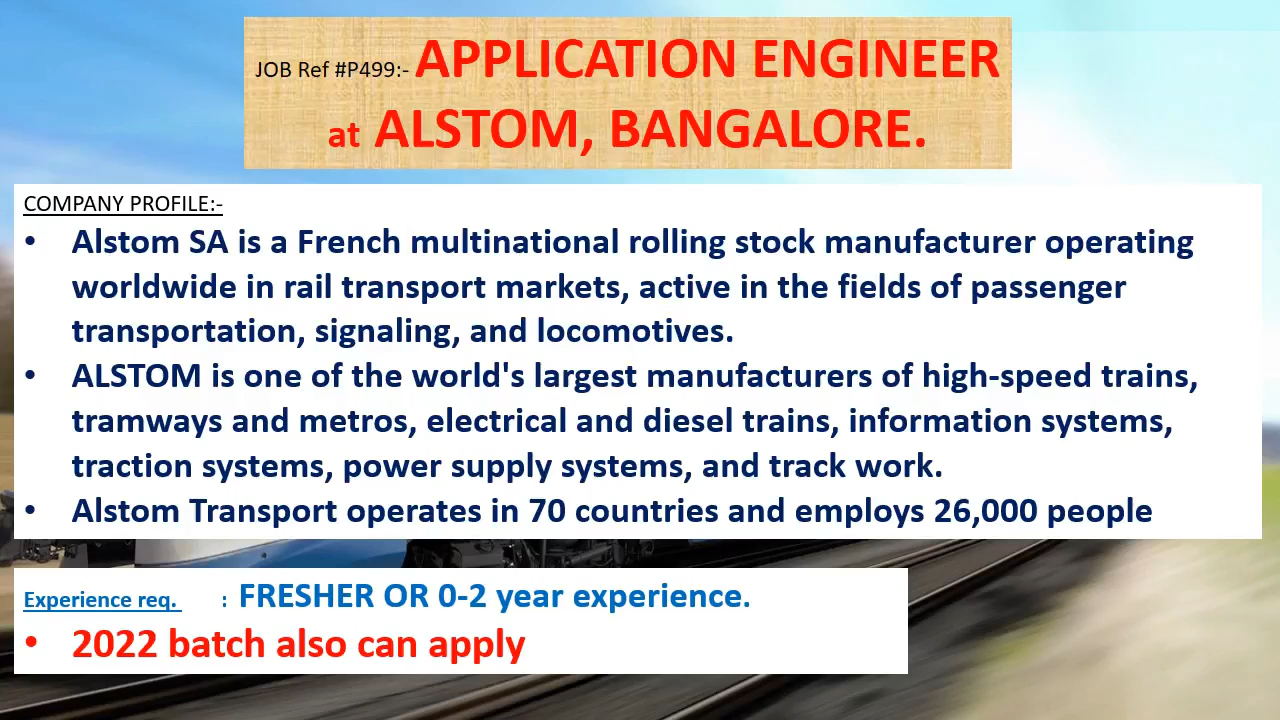 JOB Ref #P499:- APPLICATION ENGINEER
at ALSTOM, BANGALORE.
COMPANY PROFILE:-
• Alstom SA is a French multinational rolling stock manufacturer operating
worldwide in rail transport markets, active in the fields of passenger
transportation, signaling, and locomotives.
• ALSTOM is one of the world's largest manufacturers of high-speed trains,
tramways and metros, electrical and diesel trains, information systems,
traction systems, power supply systems, and track work.
• Alstom Transport operates in 70 countries and employs 26,000 people
Experience req. : FRESHER OR 0-2 year experience.
• 2022 batch also can apply